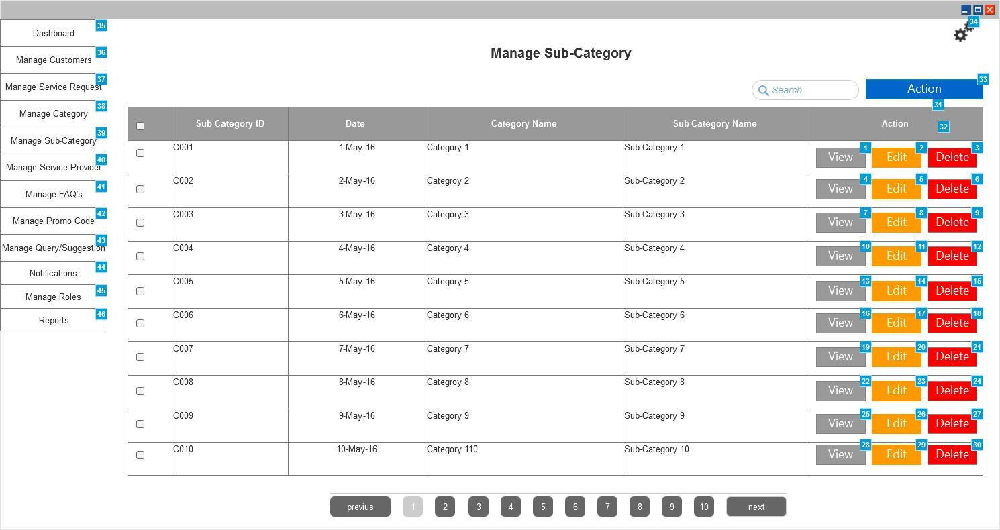 34
35
Dashboard
36
Manage Customers
37
Manage Service Request
38
Manage Category
39
Manage Sub-Category
40
Manage Service Provider
41
Manage FAQ's
42
Manage Promo Code
43
Manage Query/Suggestion
44
Notifications
45
Manage Roles
46
Reports
Manage Sub-Category
Search
Action 33
31
Sub-Category ID Date Category Name Sub-Category Name Action 32
C001 1-May-16 Category 1 Sub-Category 1 View 1 Edit 2 Delete 3
C002 2-May-16 Categroy 2 Sub-Category 2 View 4 Edit 5 Delete 6
C003 3-May-16 Category 3 Sub-Category 3 View 7 Edit 8 Delete 9
C004 4-May-16 Category 4 Sub-Category 4 View 10 Edit 11 Delete 12
C005 5-May-16 Category 5 Sub-Category 5 View 13 Edit 14 Delete 15
C006 6-May-16 Category 6 Sub-Category 6 View 16 Edit 17 Delete 18
C007 7-May-16 Category 7 Sub-Category 7 View 19 Edit 20 Delete 21
C008 8-May-16 Categroy 8 Sub-Category 8 View 22 Edit 23 Delete 24
C009 9-May-16 Category 9 Sub-Category 9 View 25 Edit 26 Delete 27
C010 10-May-16 Category 110 Sub-Category 10 View 28 Edit 29 Delete 30
previus 1 2 3 4 5 6 7 8 9 10 next